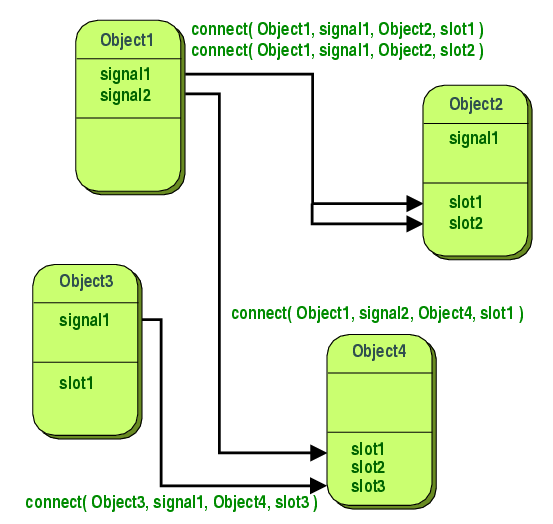 Object1
signal1
signal2
connect( Object1, signal1, Object2, slot1 )
connect( Object1, signal1, Object2, slot2 )
Object2
signal1
slot1
slot2
Object3
signal1
slot1
connect( Object1, signal2, Object4, slot1 )
Object4
slot1
slot2
slot3
connect( Object3, signal1, Object4, slot3 )